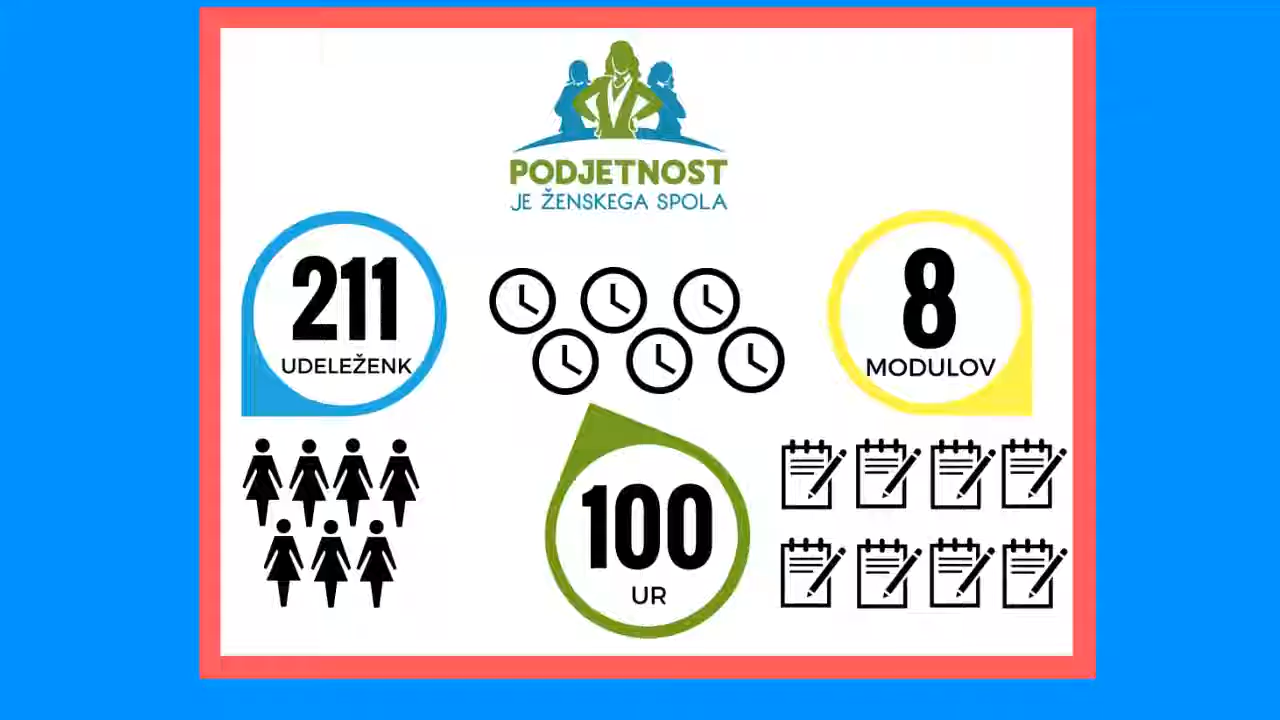 PODJETNOST
JE ŽENSKEGA SPOLA
211
UDELEŽENK
8
MODULOV
100
UR